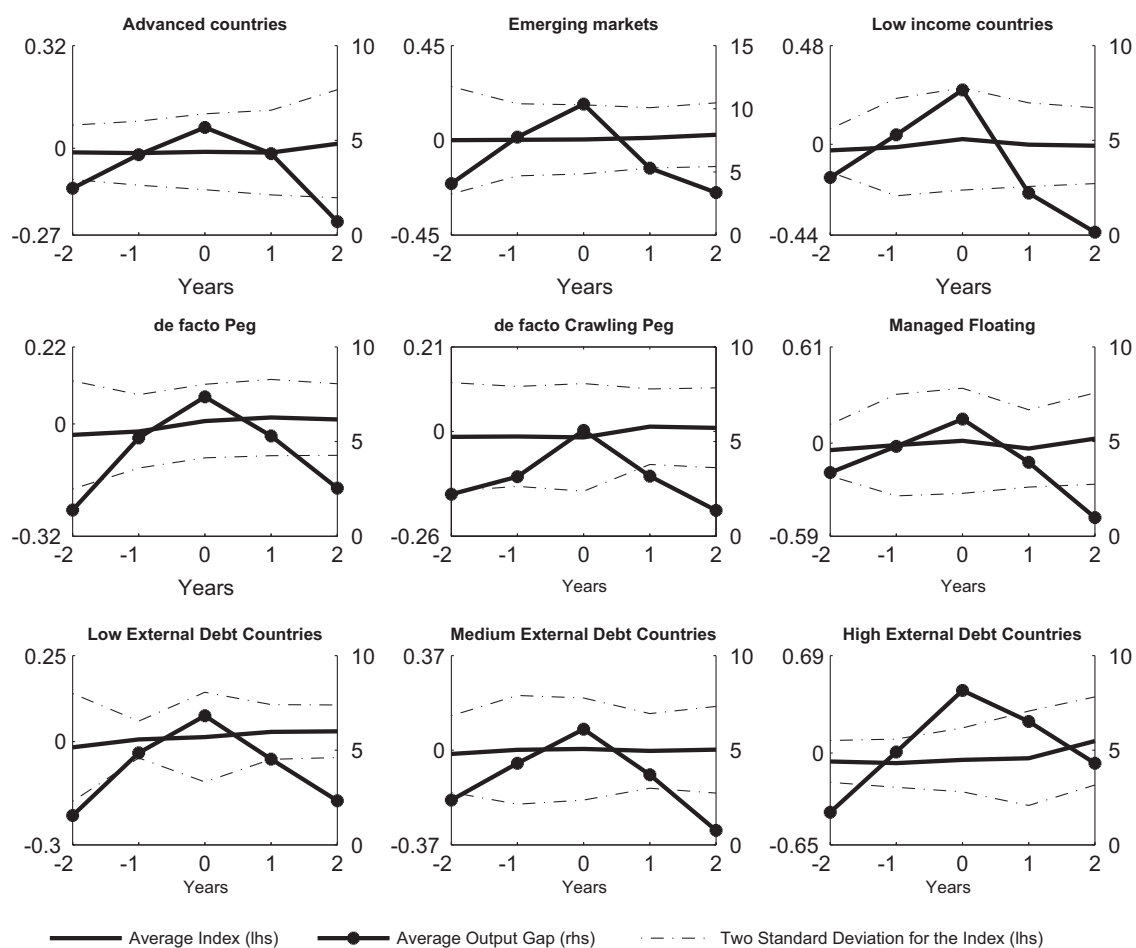 Advanced countries
Emerging markets
Low income countries
0.32
0
-0.27
10
5
0
-2 -1 0 1 2
Years
0.45
0
-0.45
15
10
5
0
-2 -1 0 1 2
Years
0.48
0
-0.44
10
5
0
-2 -1 0 1 2
Years
de facto Peg
de facto Crawling Peg
Managed Floating
0.22
0
-0.32
10
5
0
-2 -1 0 1 2
Years
0.21
0
-0.26
10
5
0
-2 -1 0 1 2
Years
0.61
0
-0.59
10
5
0
-2 -1 0 1 2
Years
Low External Debt Countries
Medium External Debt Countries
High External Debt Countries
0.25
0
-0.3
10
5
0
-2 -1 0 1 2
Years
0.37
0
-0.37
10
5
0
-2 -1 0 1 2
Years
0.69
0
-0.65
10
5
0
-2 -1 0 1 2
Years
Average Index (lhs)
Average Output Gap (rhs)
Two Standard Deviation for the Index (lhs)